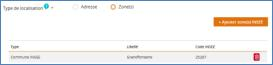 Type de localisation ? * Adresse Zone(s)
+ Ajouter zone(s) INSEE
Type Libellé Code INSEE
Commune INSEE Grandfontaine 25287